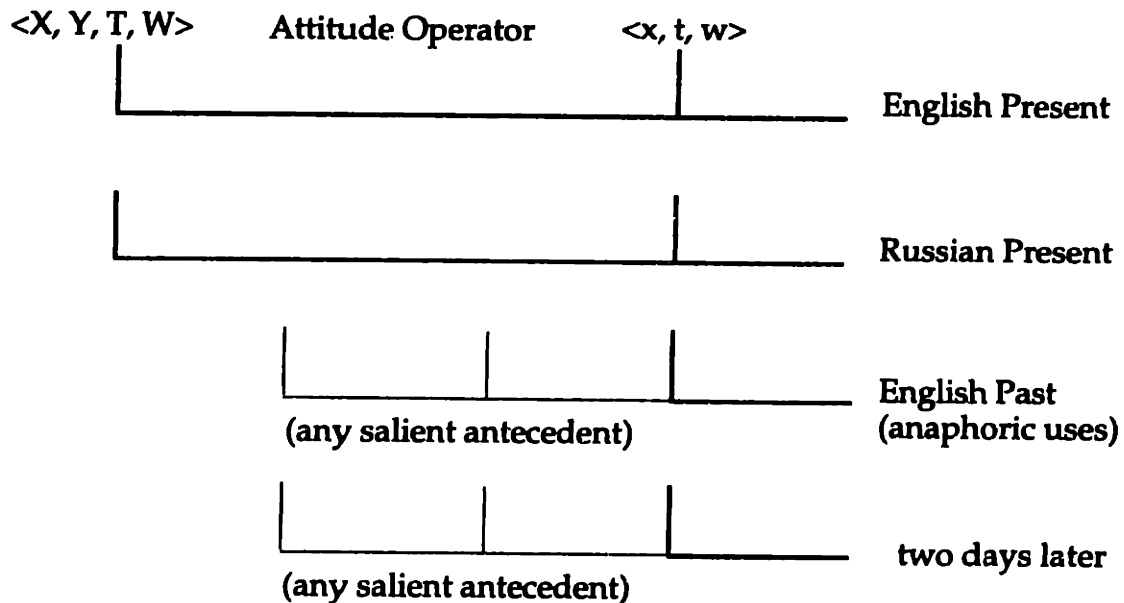 <X, Y, T, W> Attitude Operator <x, t, w>
English Present
Russian Present
English Past
(any salient antecedent) (anaphoric uses)
two days later
(any salient antecedent)